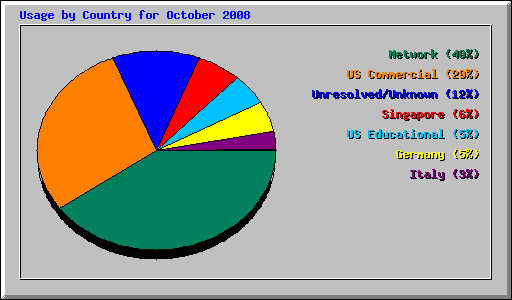 Usage by Country for October 2008
Network (40%)
US Commercial (29%)
Unresolved/Unknown (12%)
Singapore (6%)
US Educational (5%)
Germany (5%)
Italy (3%)